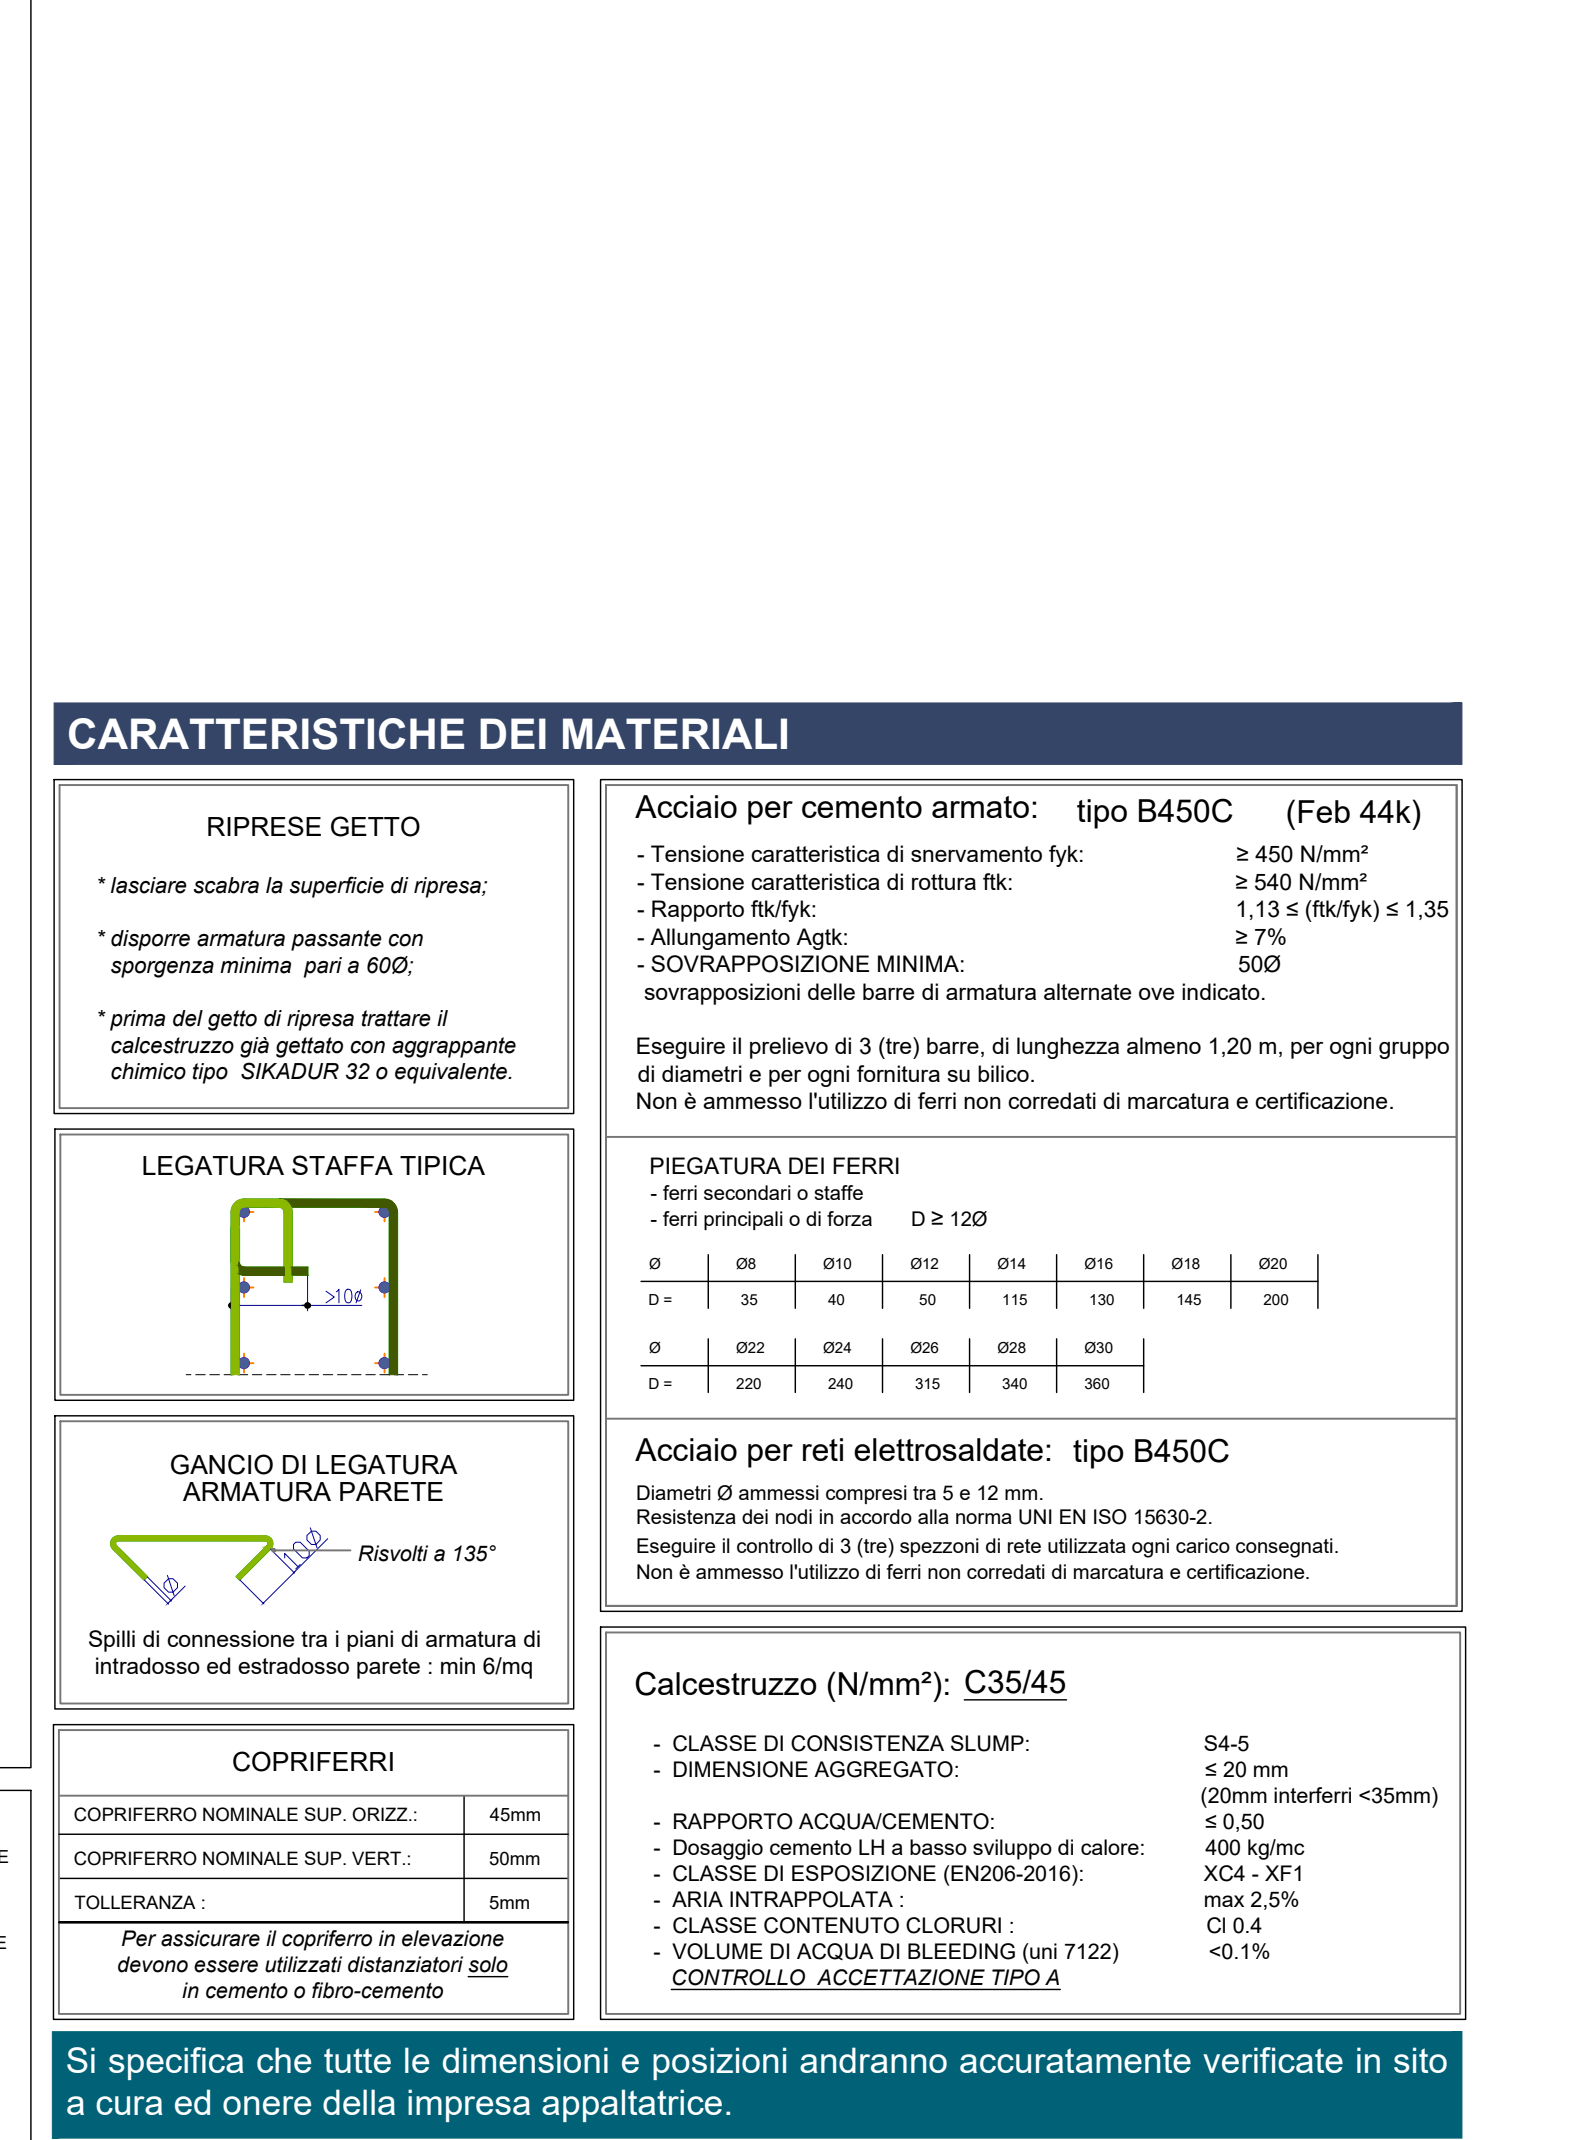 CARATTERISTICHE DEI MATERIALI
RIPRESE GETTO
* lasciare scabra la superficie di ripresa;
* disporre armatura passante con
sporgenza minima pari a 60Ø;
* prima del getto di ripresa trattare il
calcestruzzo già gettato con aggrappante
chimico tipo SIKADUR 32 o equivalente.
LEGATURA STAFFA TIPICA
>10ø
GANCIO DI LEGATURA
ARMATURA PARETE
10Ø
Risvolti a 135°
Ø
Spilli di connessione tra i piani di armatura di
intradosso ed estradosso parete : min 6/mq
COPRIFERRI
COPRIFERRO NOMINALE SUP. ORIZZ.: 45mm
COPRIFERRO NOMINALE SUP. VERT.: 50mm
TOLLERANZA : 5mm
Per assicurare il copriferro in elevazione
devono essere utilizzati distanziatori solo
in cemento o fibro-cemento
Acciaio per cemento armato: tipo B450C (Feb 44k)
- Tensione caratteristica di snervamento fyk: ≥ 450 N/mm²
- Tensione caratteristica di rottura ftk: ≥ 540 N/mm²
- Rapporto ftk/fyk: 1,13 ≤ (ftk/fyk) ≤ 1,35
- Allungamento Agtk: ≥ 7%
- SOVRAPPOSIZIONE MINIMA: 50Ø
sovrapposizioni delle barre di armatura alternate ove indicato.
Eseguire il prelievo di 3 (tre) barre, di lunghezza almeno 1,20 m, per ogni gruppo
di diametri e per ogni fornitura su bilico.
Non è ammesso l'utilizzo di ferri non corredati di marcatura e certificazione.
PIEGATURA DEI FERRI
- ferri secondari o staffe
- ferri principali o di forza D ≥ 12Ø
Ø Ø8 Ø10 Ø12 Ø14 Ø16 Ø18 Ø20
D = 35 40 50 115 130 145 200
Ø Ø22 Ø24 Ø26 Ø28 Ø30
D = 220 240 315 340 360
Acciaio per reti elettrosaldate: tipo B450C
Diametri Ø ammessi compresi tra 5 e 12 mm.
Resistenza dei nodi in accordo alla norma UNI EN ISO 15630-2.
Eseguire il controllo di 3 (tre) spezzoni di rete utilizzata ogni carico consegnati.
Non è ammesso l'utilizzo di ferri non corredati di marcatura e certificazione.
Calcestruzzo (N/mm²): C35/45
- CLASSE DI CONSISTENZA SLUMP: S4-5
- DIMENSIONE AGGREGATO: ≤ 20 mm
(20mm interferri <35mm)
- RAPPORTO ACQUA/CEMENTO: ≤ 0,50
- Dosaggio cemento LH a basso sviluppo di calore: 400 kg/mc
- CLASSE DI ESPOSIZIONE (EN206-2016): XC4 - XF1
- ARIA INTRAPPOLATA : max 2,5%
- CLASSE CONTENUTO CLORURI : Cl 0.4
- VOLUME DI ACQUA DI BLEEDING (uni 7122) <0.1%
CONTROLLO ACCETTAZIONE TIPO A
Si specifica che tutte le dimensioni e posizioni andranno accuratamente verificate in sito
a cura ed onere della impresa appaltatrice.